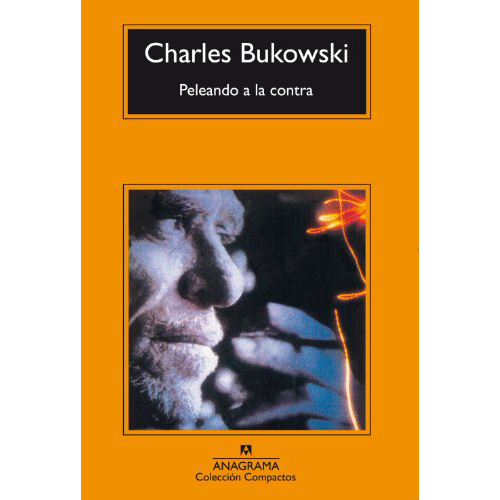 Charles Bukowski
Peleando a la contra
ANAGRAMA
Colección Compactos